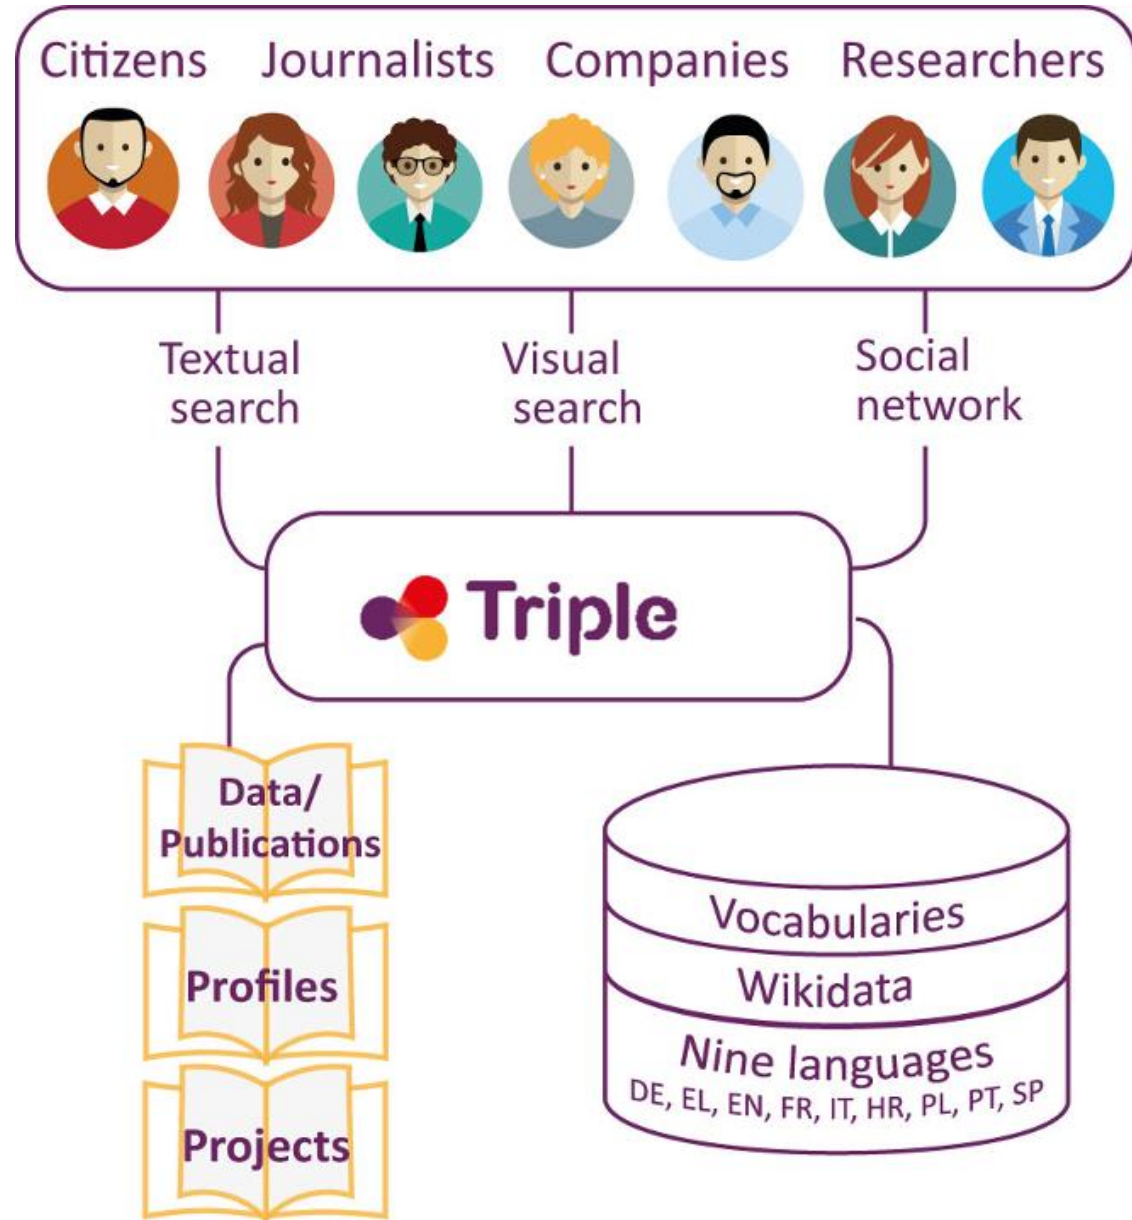 Citizens Journalists Companies Researchers
Textual
search
Visual
search
Social
network
Triple
Data/
Publications
Profiles
Projects
Vocabularies
Wikidata
Nine languages
DE, EL, EN, FR, IT, HR, PL, PT, SP